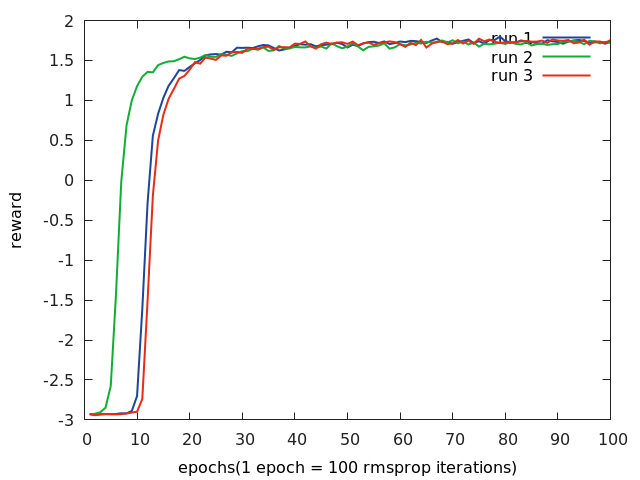 2
1.5
1
0.5
0
-0.5
-1
-1.5
-2
-2.5
-3
reward
run 1
run 2
run 3
0 10 20 30 40 50 60 70 80 90 100
epochs(1 epoch = 100 rmsprop iterations)